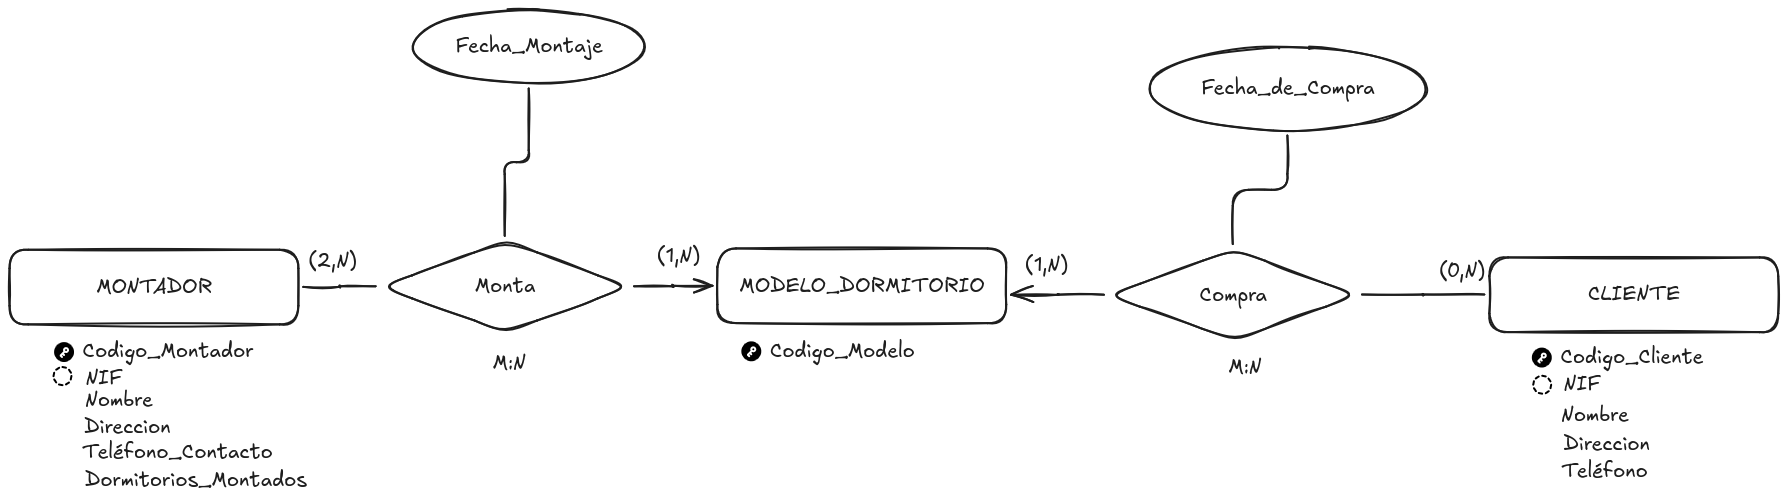 Fecha_Montaje
Fecha_de_Compra
MONTADOR
(2,N)
Monta
(1,N)
MODELO_DORMITORIO
(1,N)
Compra
(0,N)
CLIENTE
Codigo_Montador
NIF
Nombre
Direccion
Teléfono_Contacto
Dormitorios_Montados
M:N
Codigo_Modelo
M:N
Codigo_Cliente
NIF
Nombre
Direccion
Teléfono